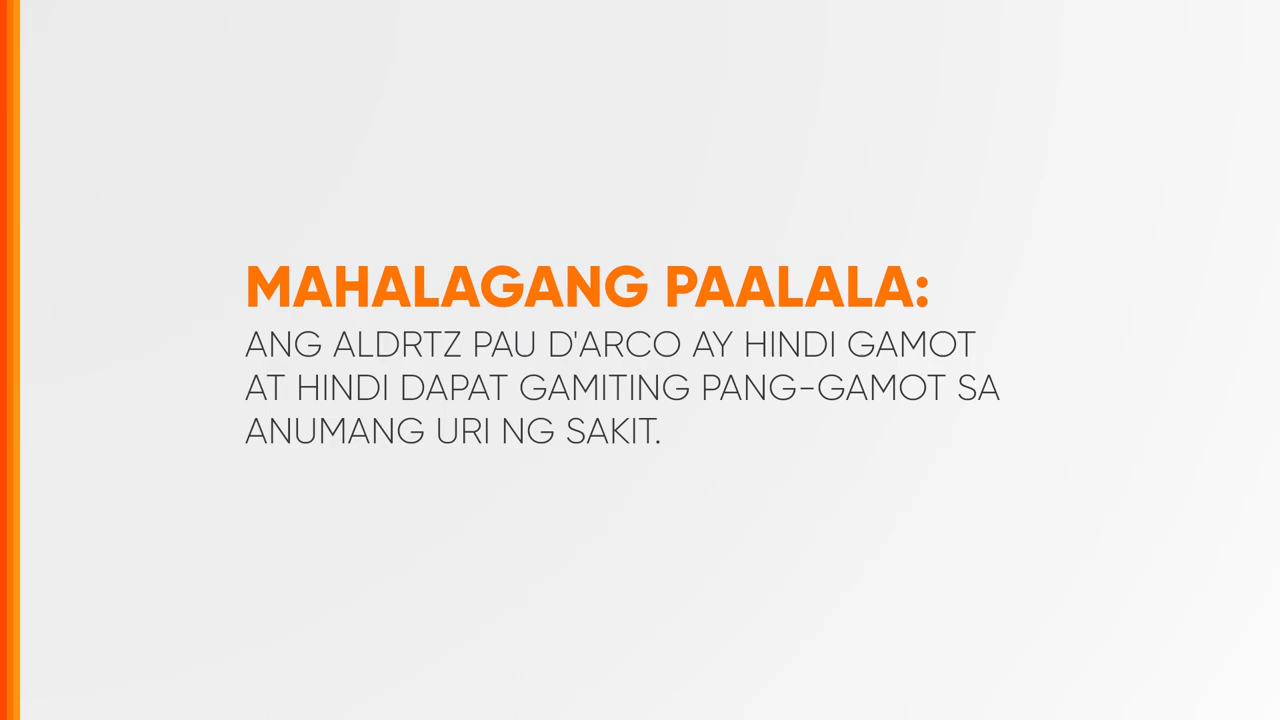 MAHALAGANG PAALALA:
ANG ALDRTZ PAU D'ARCO AY HINDI GAMOT
AT HINDI DAPAT GAMITING PANG-GAMOT SA
ANUMANG URI NG SAKIT.